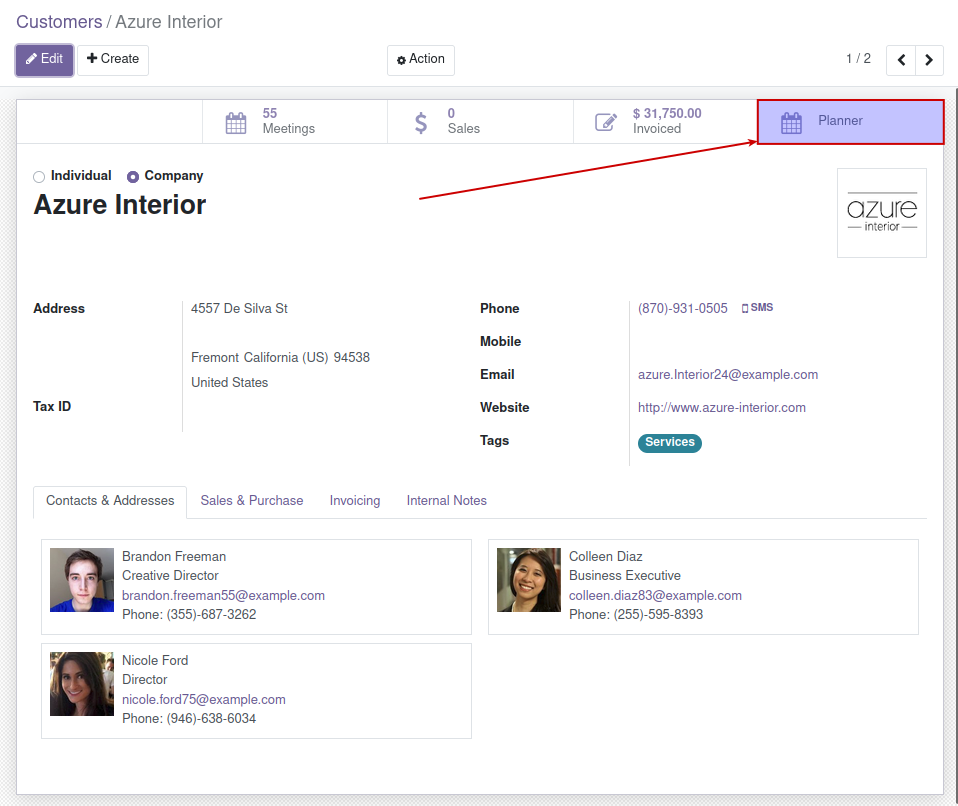 Customers / Azure Interior
Edit Create Action 1 / 2
55
Meetings
0
Sales
$ 31,750.00
Invoiced
Planner
Individual Company
Azure Interior
azure
interior
Address 4557 De Silva St
Fremont California (US) 94538
United States
Tax ID
Phone (870)-931-0505 SMS
Mobile
Email azure.Interior24@example.com
Website http://www.azure-interior.com
Tags Services
Contacts & Addresses Sales & Purchase Invoicing Internal Notes
Brandon Freeman
Creative Director
brandon.freeman55@example.com
Phone: (355)-687-3262
Colleen Diaz
Business Executive
colleen.diaz83@example.com
Phone: (255)-595-8393
Nicole Ford
Director
nicole.ford75@example.com
Phone: (946)-638-6034